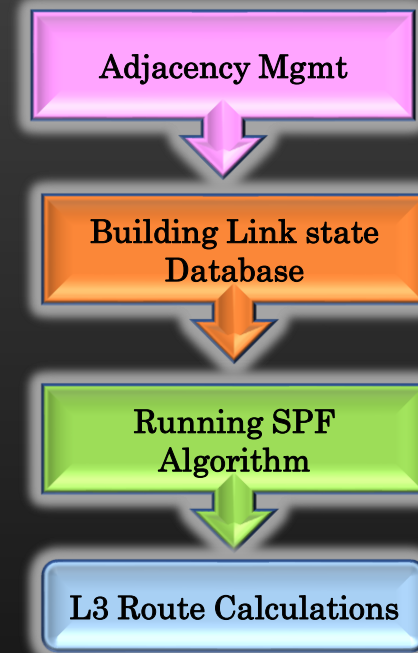 Adjacency Mgmt
Building Link state
Database
Running SPF
Algorithm
L3 Route Calculations